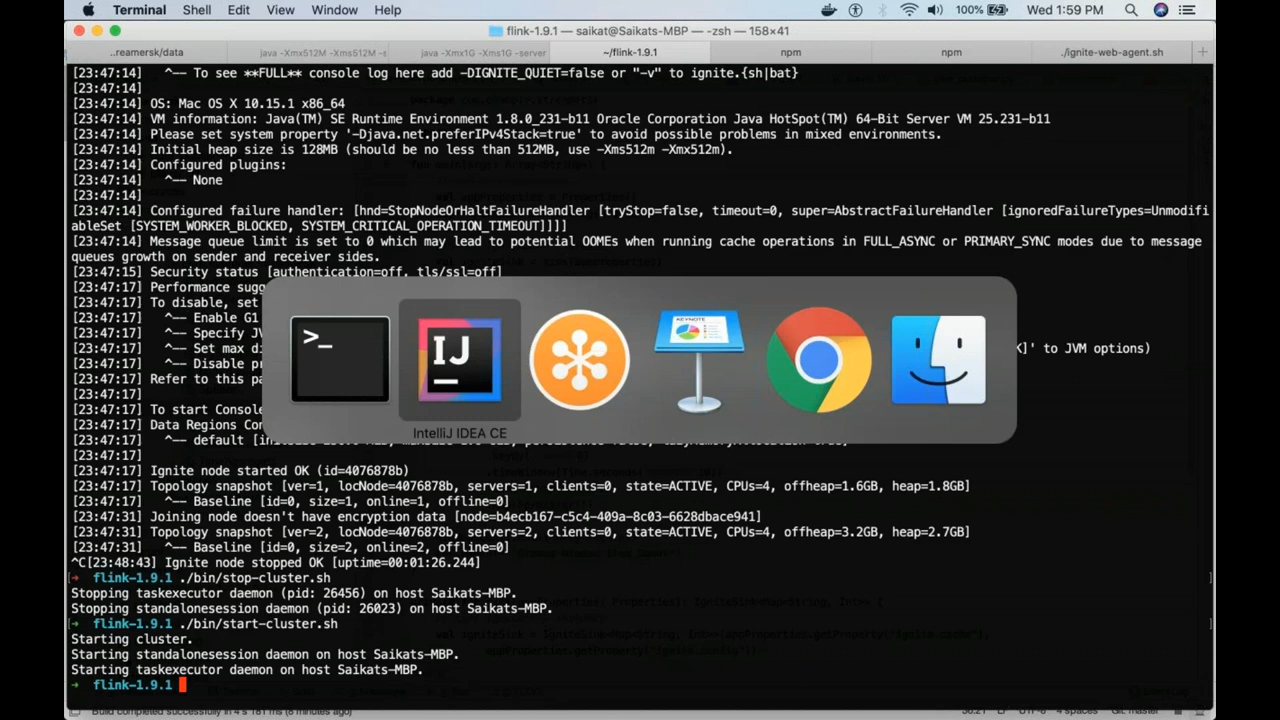 Terminal Shell Edit View Window Help 100% Wed 1:59 PM
flink-1.9.1 — saikat@Saikats-MBP — -zsh — 158×41
..reamersk/data java -Xmx512M -Xms512M -s java -Xmx1G -Xms1G -server ~/flink-1.9.1 npm npm ./ignite-web-agent.sh
[23:47:14] ^-- To see **FULL** console log here add -DIGNITE_QUIET=false or "-v" to ignite.{sh|bat}
[23:47:14]
[23:47:14] OS: Mac OS X 10.15.1 x86_64
[23:47:14] VM information: Java(TM) SE Runtime Environment 1.8.0_231-b11 Oracle Corporation Java HotSpot(TM) 64-Bit Server VM 25.231-b11
[23:47:14] Please set system property '-Djava.net.preferIPv4Stack=true' to avoid possible problems in mixed environments.
[23:47:14] Initial heap size is 128MB (should be no less than 512MB, use -Xms512m -Xmx512m).
[23:47:14] Configured plugins:
[23:47:14] ^-- None
[23:47:14]
[23:47:14] Configured failure handler: [hnd=StopNodeOrHaltFailureHandler [tryStop=false, timeout=0, super=AbstractFailureHandler [ignoredFailureTypes=Unmodifi
ableSet [SYSTEM_WORKER_BLOCKED, SYSTEM_CRITICAL_OPERATION_TIMEOUT]]]]
[23:47:14] Message queue limit is set to 0 which may lead to potential OOMEs when running cache operations in FULL_ASYNC or PRIMARY_SYNC modes due to message
queues growth on sender and receiver sides.
[23:47:15] Security status [authentication=off, tls/ssl=off]
[23:47:17] Performance sugg
[23:47:17] To disable, set
[23:47:17] ^-- Enable G1
[23:47:17] ^-- Specify JV
[23:47:17] ^-- Set max di K]' to JVM options)
[23:47:17] ^-- Disable pr
[23:47:17] Refer to this pa
[23:47:17]
[23:47:17] To start Consol
[23:47:17] Data Regions Co
[23:47:17] ^-- default
IntelliJ IDEA CE
[23:47:17]
[23:47:17] Ignite node started OK (id=4076878b)
[23:47:17] Topology snapshot [ver=1, locNode=4076878b, servers=1, clients=0, state=ACTIVE, CPUs=4, offheap=1.6GB, heap=1.8GB]
[23:47:17] ^-- Baseline [id=0, size=1, online=1, offline=0]
[23:47:31] Joining node doesn't have encryption data [node=b4ecb167-c5c4-409a-8c03-6628dbace941]
[23:47:31] Topology snapshot [ver=2, locNode=4076878b, servers=2, clients=0, state=ACTIVE, CPUs=4, offheap=3.2GB, heap=2.7GB]
[23:47:31] ^-- Baseline [id=0, size=2, online=2, offline=0]
^C[23:48:43] Ignite node stopped OK [uptime=00:01:26.244]
→ flink-1.9.1 ./bin/stop-cluster.sh
Stopping taskexecutor daemon (pid: 26456) on host Saikats-MBP.
Stopping standalonesession daemon (pid: 26023) on host Saikats-MBP.
→ flink-1.9.1 ./bin/start-cluster.sh
Starting cluster.
Starting standalonesession daemon on host Saikats-MBP.
Starting taskexecutor daemon on host Saikats-MBP.
→ flink-1.9.1